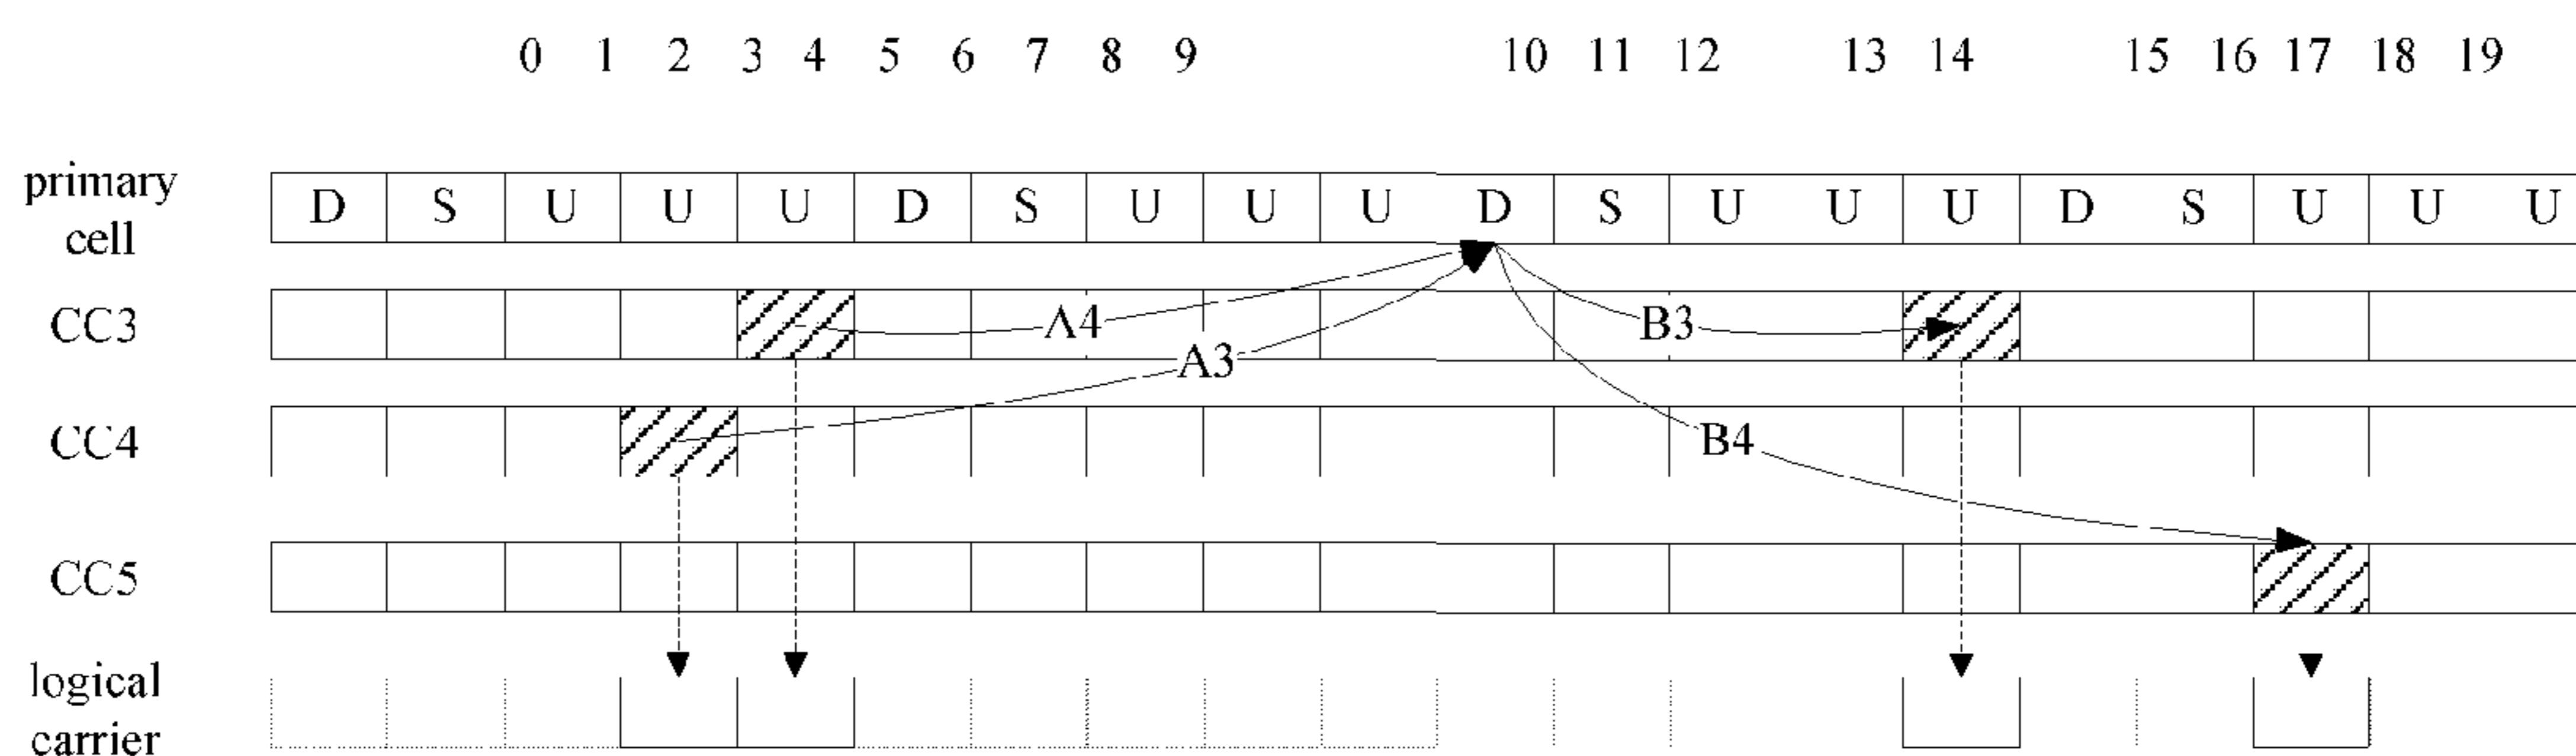 0 1 2 3 4 5 6 7 8 9 10 11 12 13 14 15 16 17 18 19
primary
cell
D S U U U D S U U U D S U U U D S U U U
CC3
A4
B3
A3
CC4
B4
CC5
logical
carrier